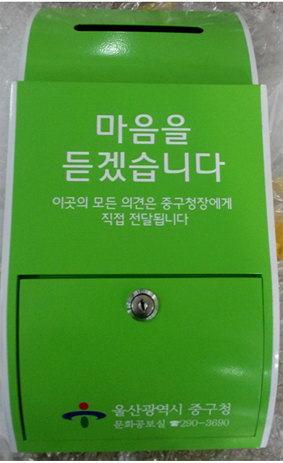 마음을
듣겠습니다
이곳의 모든 의견은 중구청장에게
직접 전달됩니다
울산광역시 중구청
문화공보실 ☎290-3690